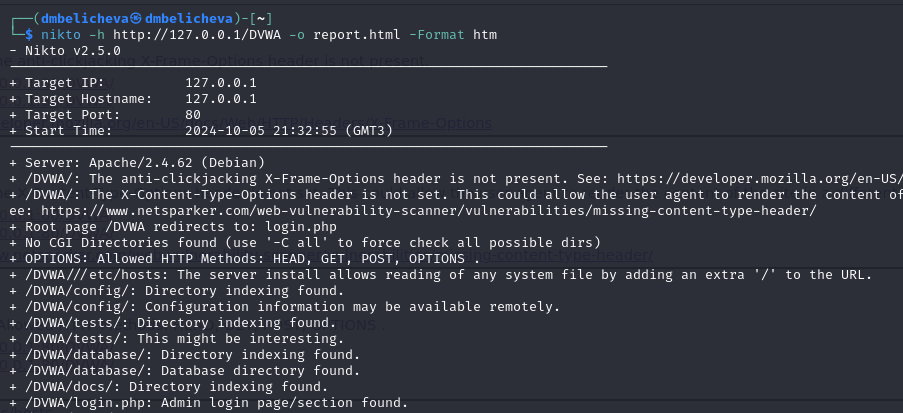 ┌──(dmbelicheva㉿dmbelicheva)-[~]
└─$ nikto -h http://127.0.0.1/DVWA -o report.html -Format htm
- Nikto v2.5.0
+ Target IP:          127.0.0.1
+ Target Hostname:    127.0.0.1
+ Target Port:        80
+ Start Time:         2024-10-05 21:32:55 (GMT3)
+ Server: Apache/2.4.62 (Debian)
+ /DVWA/: The anti-clickjacking X-Frame-Options header is not present. See: https://developer.mozilla.org/en-US/
+ /DVWA/: The X-Content-Type-Options header is not set. This could allow the user agent to render the content of
ee: https://www.netsparker.com/web-vulnerability-scanner/vulnerabilities/missing-content-type-header/
+ Root page /DVWA redirects to: login.php
+ No CGI Directories found (use '-C all' to force check all possible dirs)
+ OPTIONS: Allowed HTTP Methods: HEAD, GET, POST, OPTIONS .
+ /DVWA///etc/hosts: The server install allows reading of any system file by adding an extra '/' to the URL.
+ /DVWA/config/: Directory indexing found.
+ /DVWA/config/: Configuration information may be available remotely.
+ /DVWA/tests/: Directory indexing found.
+ /DVWA/tests/: This might be interesting.
+ /DVWA/database/: Directory indexing found.
+ /DVWA/database/: Database directory found.
+ /DVWA/docs/: Directory indexing found.
+ /DVWA/login.php: Admin login page/section found.